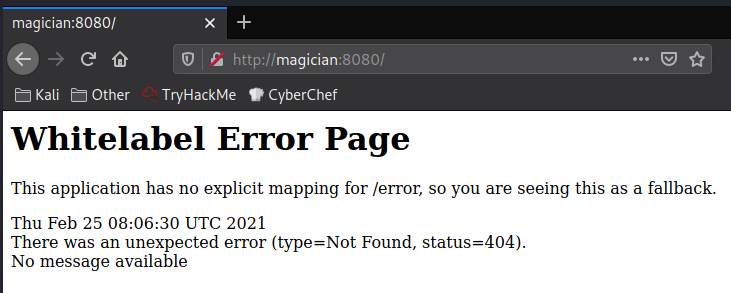 magician:8080/
http://magician:8080/
Kali Other TryHackMe CyberChef
Whitelabel Error Page
This application has no explicit mapping for /error, so you are seeing this as a fallback.
Thu Feb 25 08:06:30 UTC 2021
There was an unexpected error (type=Not Found, status=404).
No message available